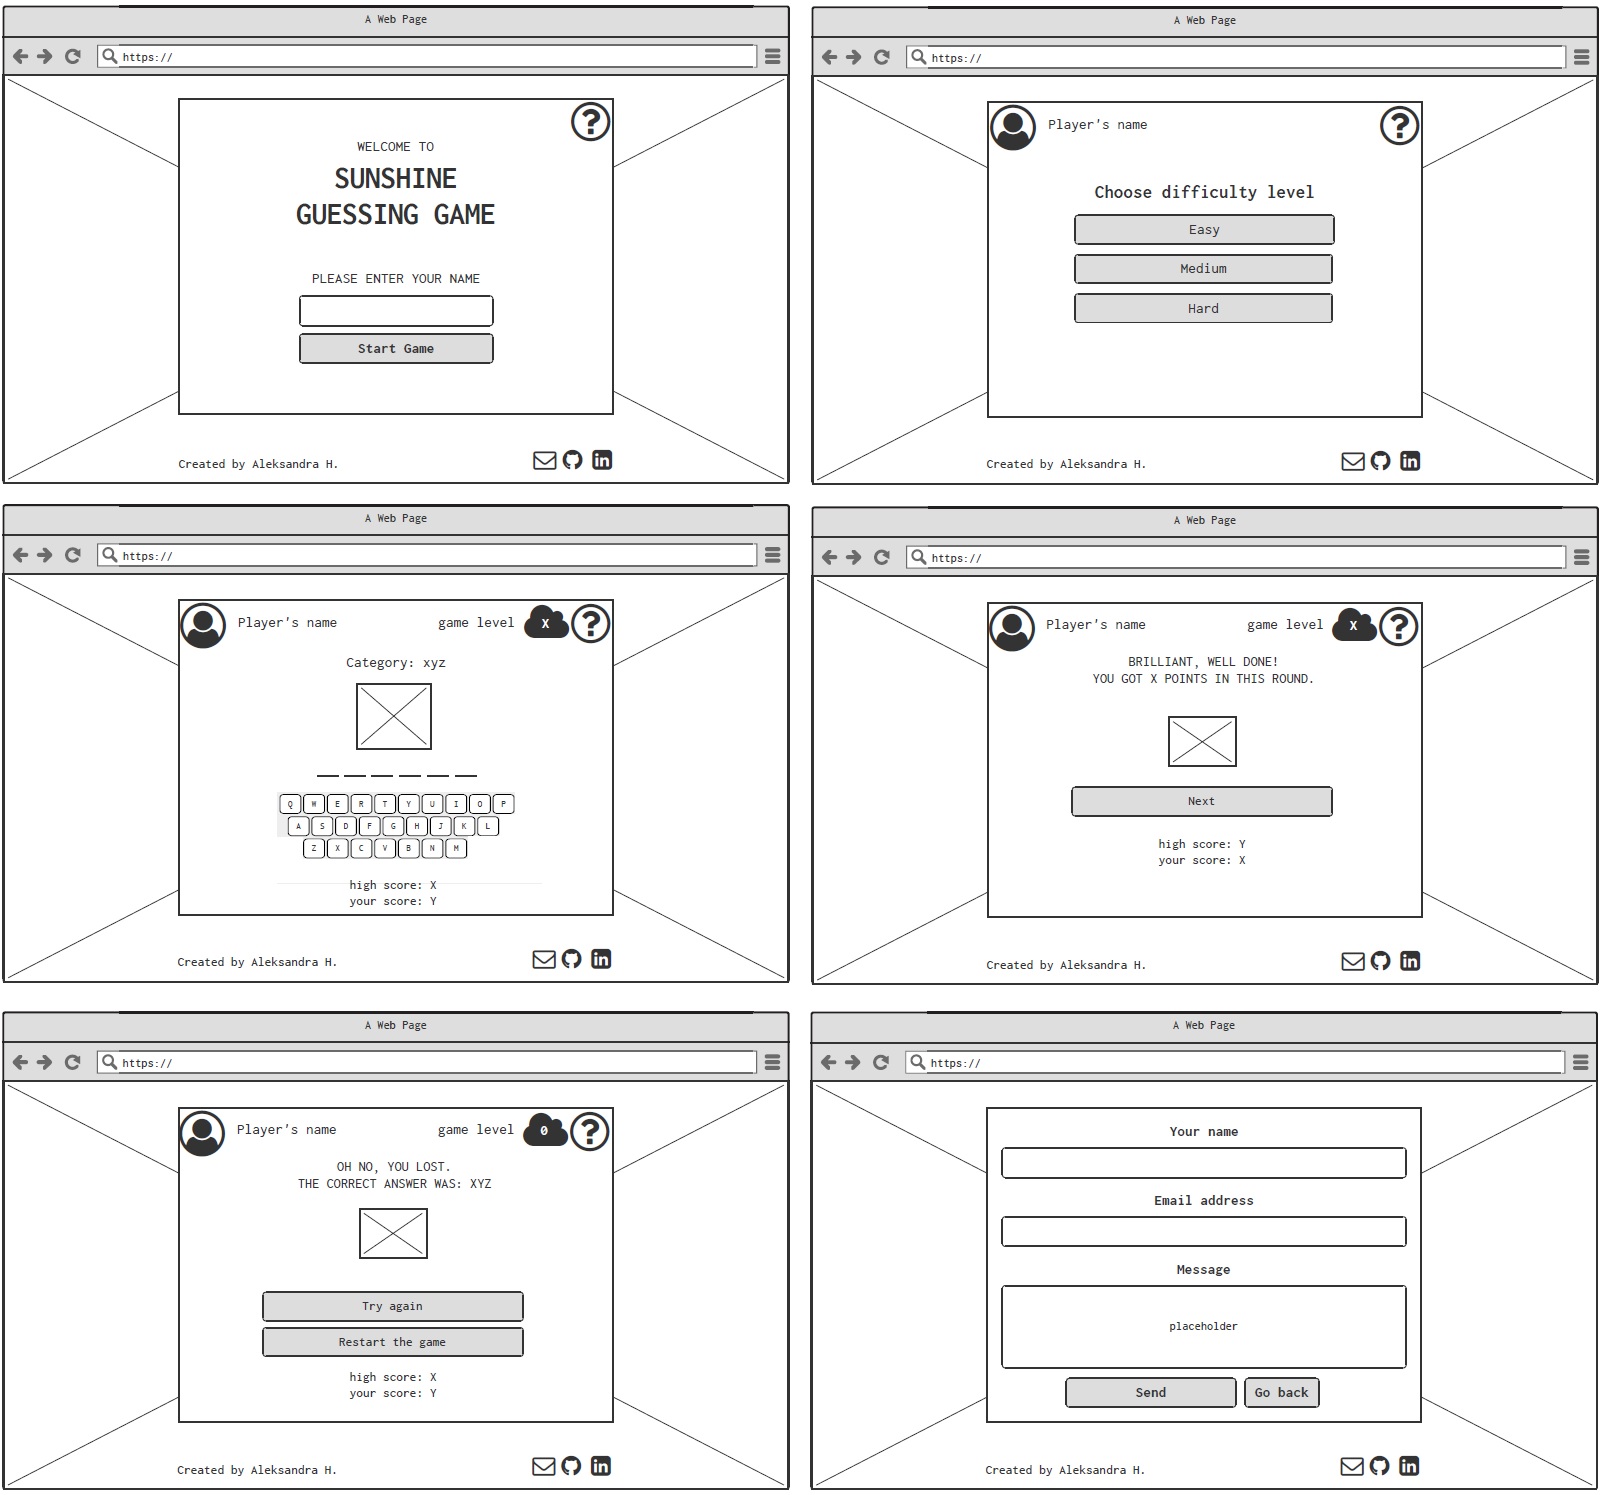 A Web Page
https://
?
WELCOME TO
SUNSHINE
GUESSING GAME
PLEASE ENTER YOUR NAME
Start Game
Created by Aleksandra H.
in
A Web Page
https://
Player's name
?
Choose difficulty level
Easy
Medium
Hard
Created by Aleksandra H.
in
A Web Page
https://
Player's name game level X ?
Category: xyz
Q W E R T Y U I O P
A S D F G H J K L
Z X C V B N M
high score: X
your score: Y
Created by Aleksandra H.
in
A Web Page
https://
Player's name game level X ?
BRILLIANT, WELL DONE!
YOU GOT X POINTS IN THIS ROUND.
Next
high score: Y
your score: X
Created by Aleksandra H.
in
A Web Page
https://
Player's name game level 0 ?
OH NO, YOU LOST.
THE CORRECT ANSWER WAS: XYZ
Try again
Restart the game
high score: X
your score: Y
Created by Aleksandra H.
in
A Web Page
https://
Your name
Email address
Message
placeholder
Send Go back
Created by Aleksandra H.
in